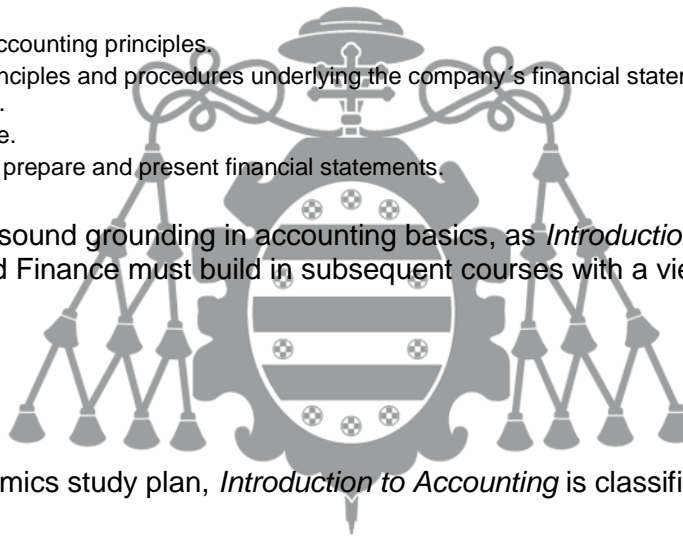 ccounting principles.
nciples and procedures underlying the company´s financial stater
.
e.
prepare and present financial statements.
sound grounding in accounting basics, as Introduction
d Finance must build in subsequent courses with a vie
mics study plan, Introduction to Accounting is classifi